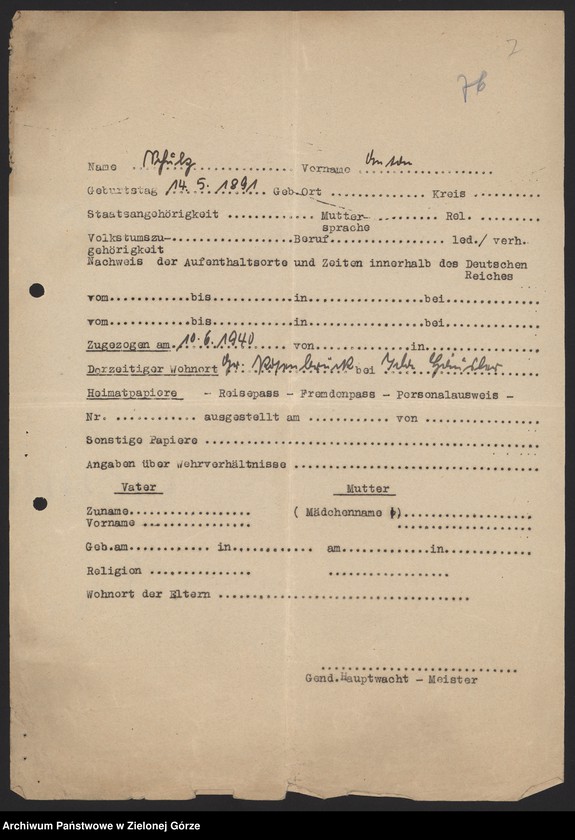 7
76
Name Schulz Vorname Anton
Geburtstag 14.5.1891 Geb.Ort ............ Kreis ..........
Staatsangehörigkeit ............ Mutter- ........ Rel. ........
sprache
Volkstumszu-.................Beruf................. led./ verh.
gehörigkeit
Nachweis der Aufenthaltsorte und Zeiten innerhalb des Deutschen
Reiches
vom...........bis...........in................bei..............
vom...........bis...........in................bei..............
Zugezogen am 10.6.1940 von...............in..............
Derzeitiger Wohnort Gr. bei
Heimatpapiere - Reisepass - Fremdenpass - Personalausweis -
Nr. ........... ausgestellt am ........... von ...............
Sonstige Papiere ..............................................
Angaben über Wehrverhältnisse .................................
Vater Mutter
Zuname................ ( Mädchenname )...................
Vorname ............... ...................
Geb.am........... in........... am............in............
Religion .............. .................
Wohnort der Eltern ...................................
............................
Gend.Hauptwacht - Meister
Archiwum Państwowe w Zielonej Górze